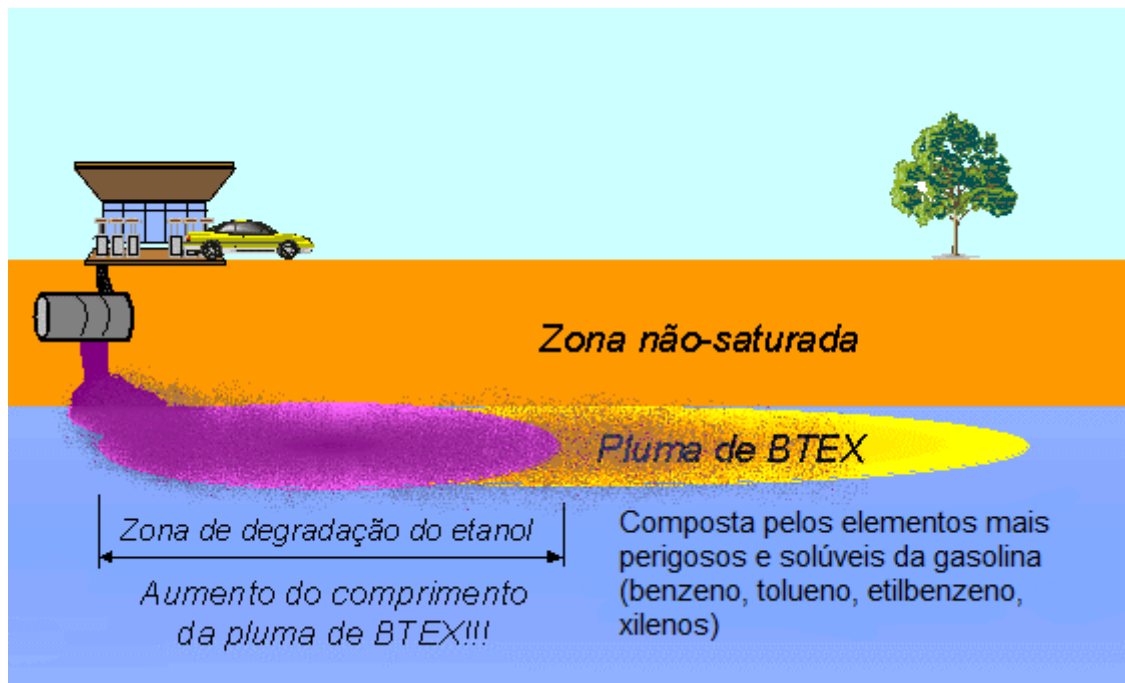 Zona não-saturada
Pluma de BTEX
Zona de degradação do etanol
Aumento do comprimento
da pluma de BTEX!!!
Composta pelos elementos mais
perigosos e solúveis da gasolina
(benzeno, tolueno, etilbenzeno,
xilenos)